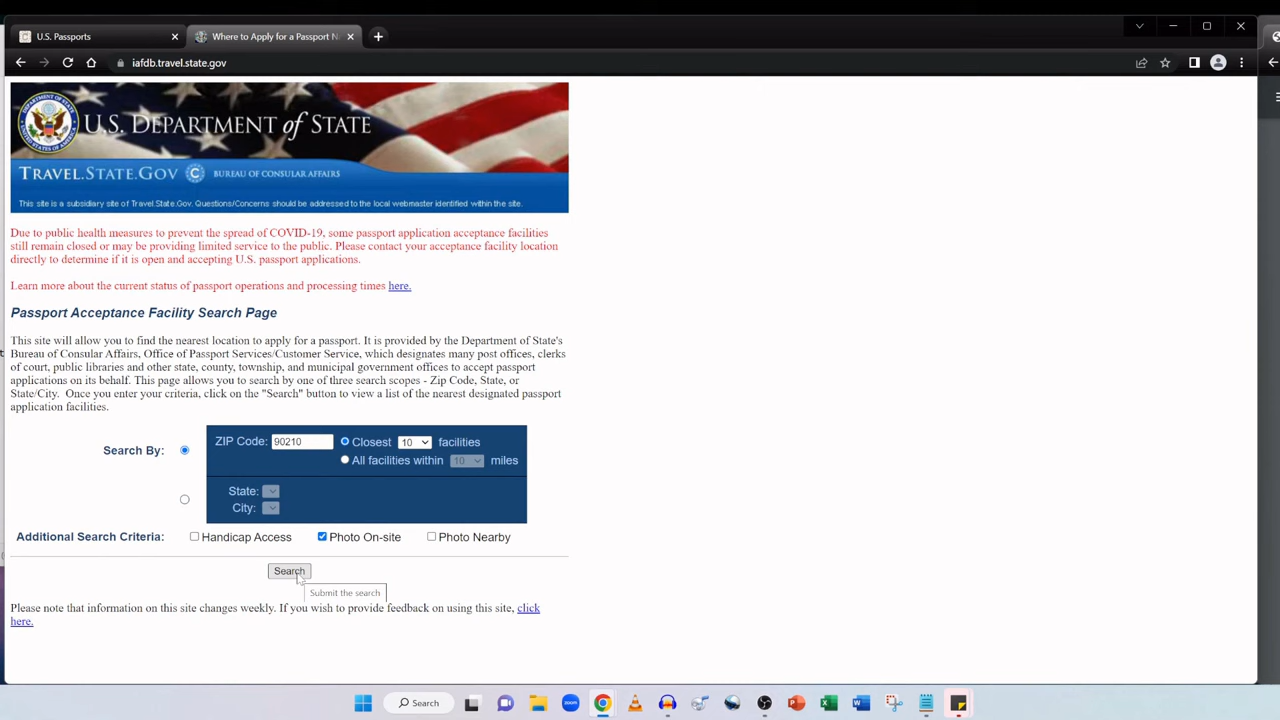 U.S. Passports
Where to Apply for a Passport N
iafdb.travel.state.gov
U.S. DEPARTMENT of STATE
TRAVEL.STATE.GOV BUREAU OF CONSULAR AFFAIRS
This site is a subsidiary site of Travel.State.Gov. Questions/Concerns should be addressed to the local webmaster identified within the site.
Due to public health measures to prevent the spread of COVID-19, some passport application acceptance facilities
still remain closed or may be providing limited service to the public. Please contact your acceptance facility location
directly to determine if it is open and accepting U.S. passport applications.
Learn more about the current status of passport operations and processing times here.
Passport Acceptance Facility Search Page
This site will allow you to find the nearest location to apply for a passport. It is provided by the Department of State's
Bureau of Consular Affairs, Office of Passport Services/Customer Service, which designates many post offices, clerks
of court, public libraries and other state, county, township, and municipal government offices to accept passport
applications on its behalf. This page allows you to search by one of three search scopes - Zip Code, State, or
State/City. Once you enter your criteria, click on the "Search" button to view a list of the nearest designated passport
application facilities.
Search By:
ZIP Code: 90210 Closest 10 facilities
All facilities within 10 miles
State:
City:
Additional Search Criteria: Handicap Access Photo On-site Photo Nearby
Search
Submit the search
Please note that information on this site changes weekly. If you wish to provide feedback on using this site, click
here.
Search